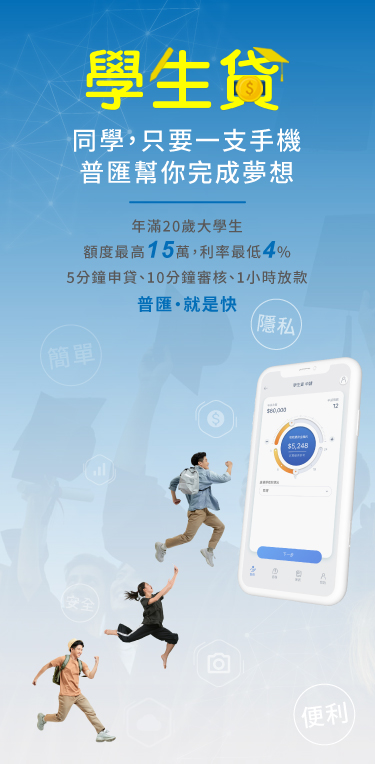 學生貸
同學,只要一支手機
普匯幫你完成夢想
年滿20歲大學生
額度最高15萬,利率最低4%
5分鐘申貸、10分鐘審核、1小時放款
普匯•就是快
隱私
簡單
$60,000
12
$5,248
下一步
安全
便利